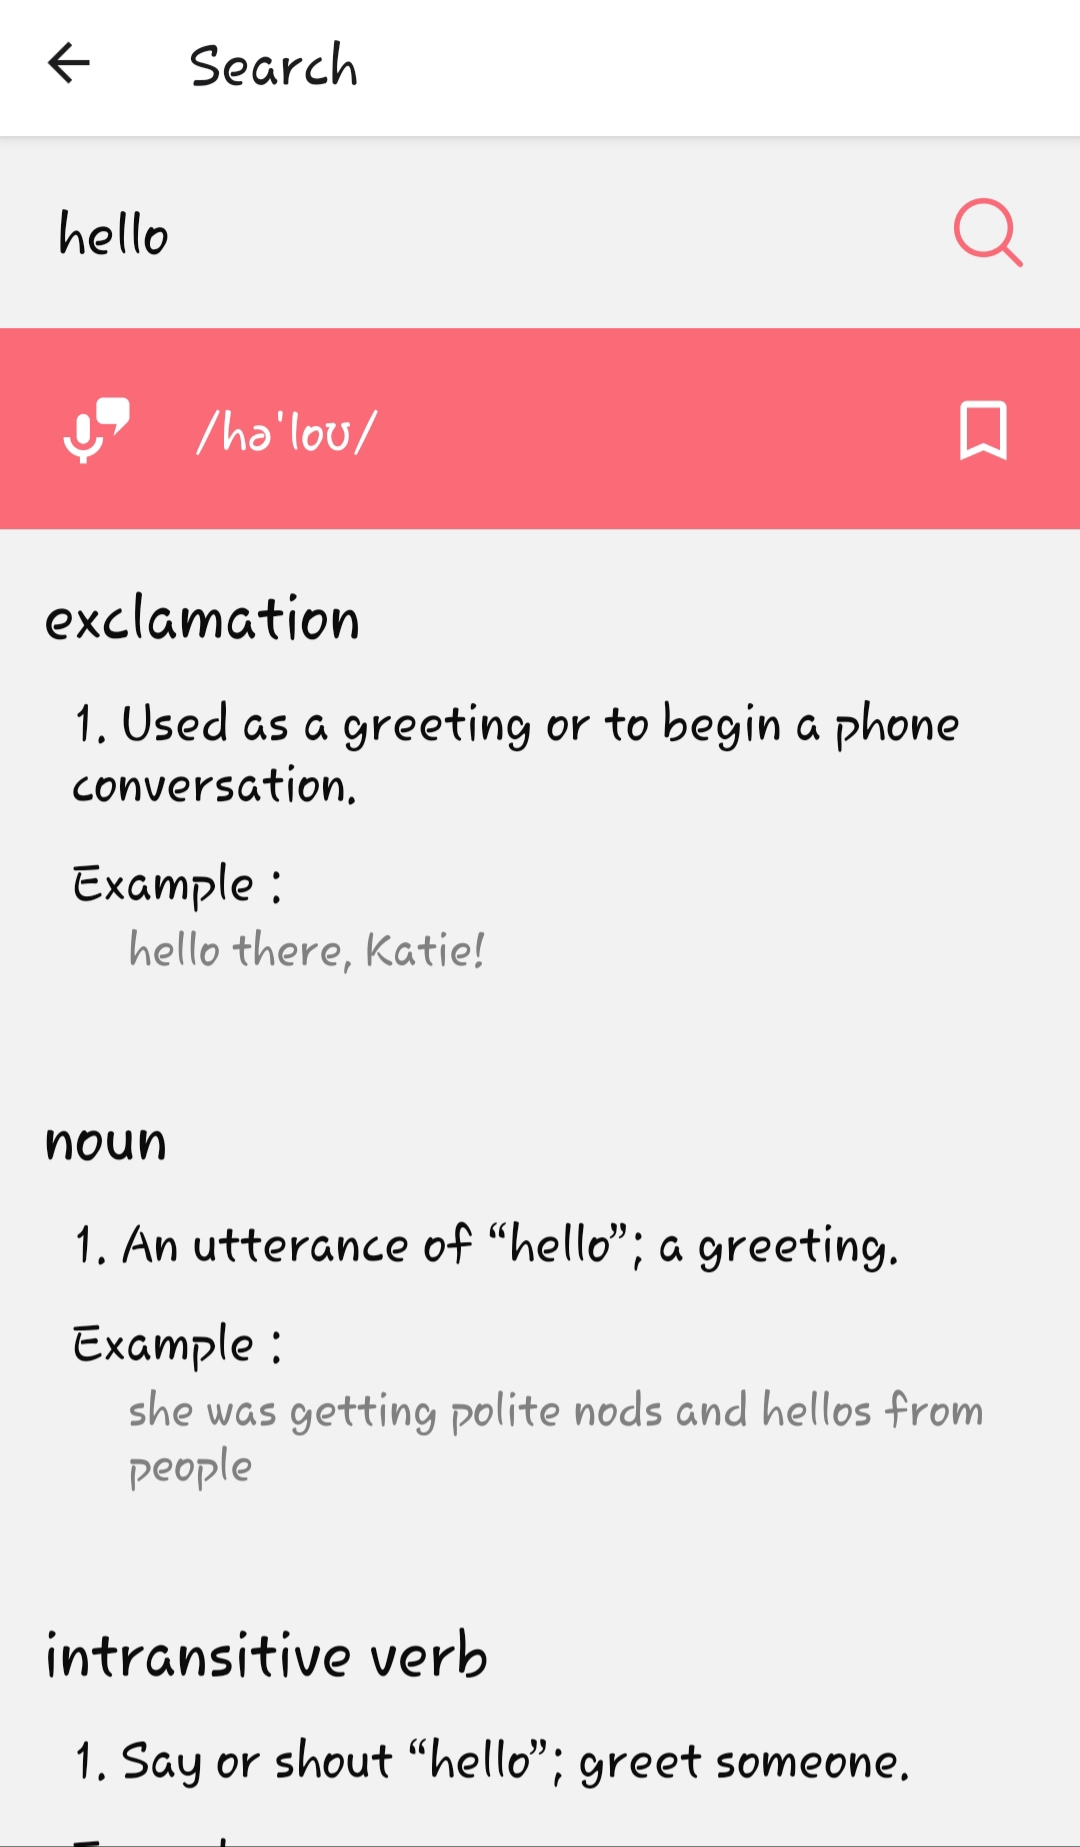 Search
hello
/həˈloʊ/
exclamation
1. Used as a greeting or to begin a phone
conversation.
Example :
hello there, Katie!
noun
1. An utterance of “hello”; a greeting.
Example :
she was getting polite nods and hellos from
people
intransitive verb
1. Say or shout “hello”; greet someone.